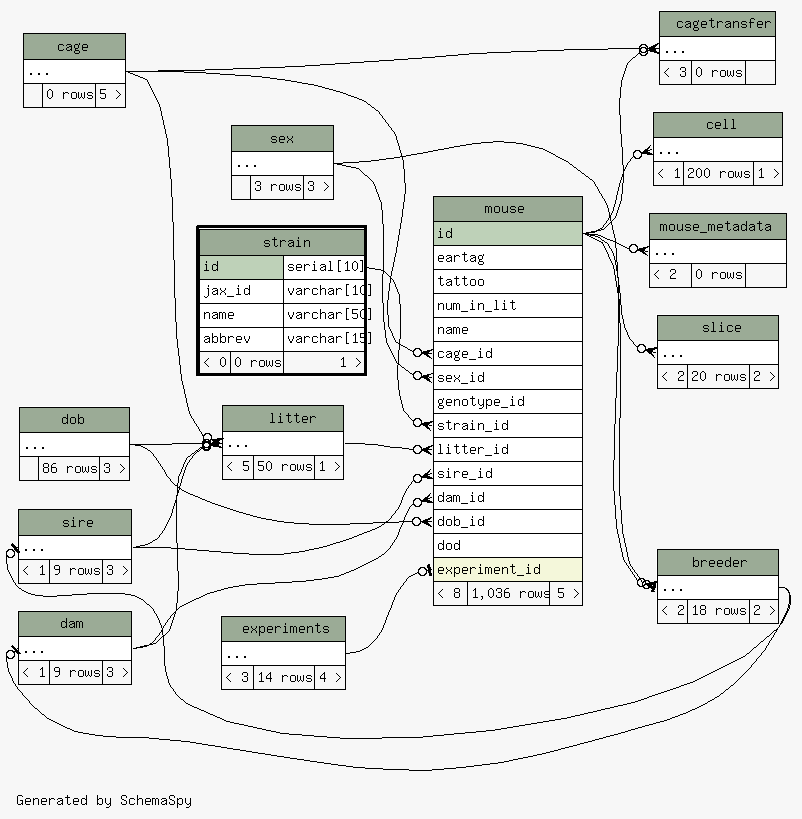 cage
...
0 rows 5 >
cagetransfer
...
< 3 0 rows
sex
...
3 rows 3 >
cell
...
< 1 200 rows 1 >
strain
id serial[10]
jax_id varchar[10]
name varchar[50]
abbrev varchar[15]
< 0 0 rows 1 >
mouse
id
eartag
tattoo
num_in_lit
name
cage_id
sex_id
genotype_id
strain_id
litter_id
sire_id
dam_id
dob_id
dod
experiment_id
< 8 1,036 rows 5 >
mouse_metadata
...
< 2 0 rows
slice
...
< 2 20 rows 2 >
dob
...
86 rows 3 >
litter
...
< 5 50 rows 1 >
sire
...
< 1 9 rows 3 >
breeder
...
< 2 18 rows 2 >
dam
...
< 1 9 rows 3 >
experiments
...
< 3 14 rows 4 >
Generated by SchemaSpy